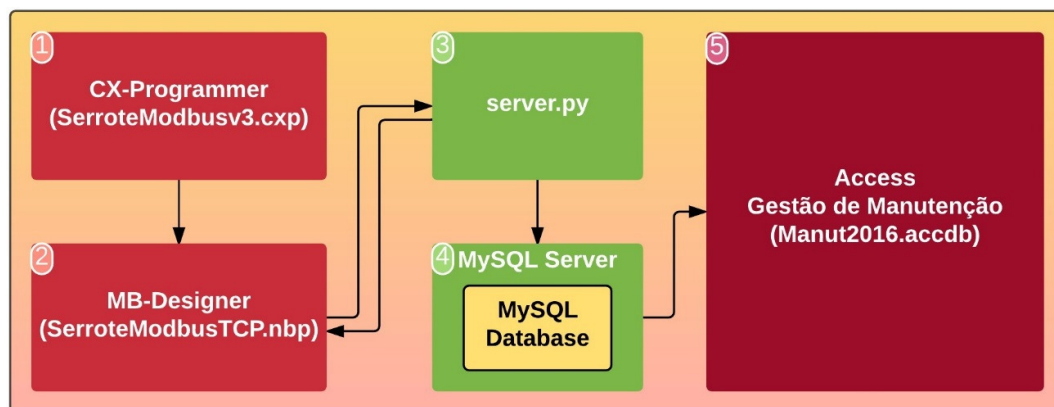 1
CX-Programmer
(SerroteModbusv3.cxp)
2
MB-Designer
(SerroteModbusTCP.nbp)
3
server.py
4
MySQL Server
MySQL
Database
5
Access
Gestão de Manutenção
(Manut2016.accdb)